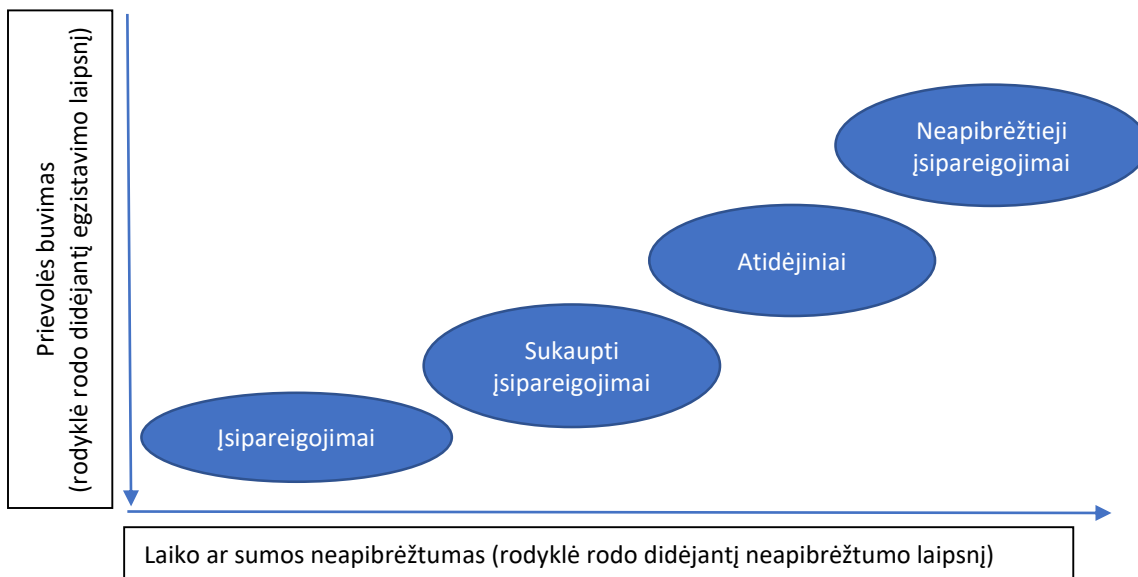 Prievolės buvimas
(rodyklė rodo didėjantį egzistavimo laipsnį)
Neapibrėžtieji
įsipareigojimai
Atidėjiniai
Sukaupti
įsipareigojimai
Įsipareigojimai
Laiko ar sumos neapibrėžtumas (rodyklė rodo didėjantį neapibrėžtumo laipsnį)